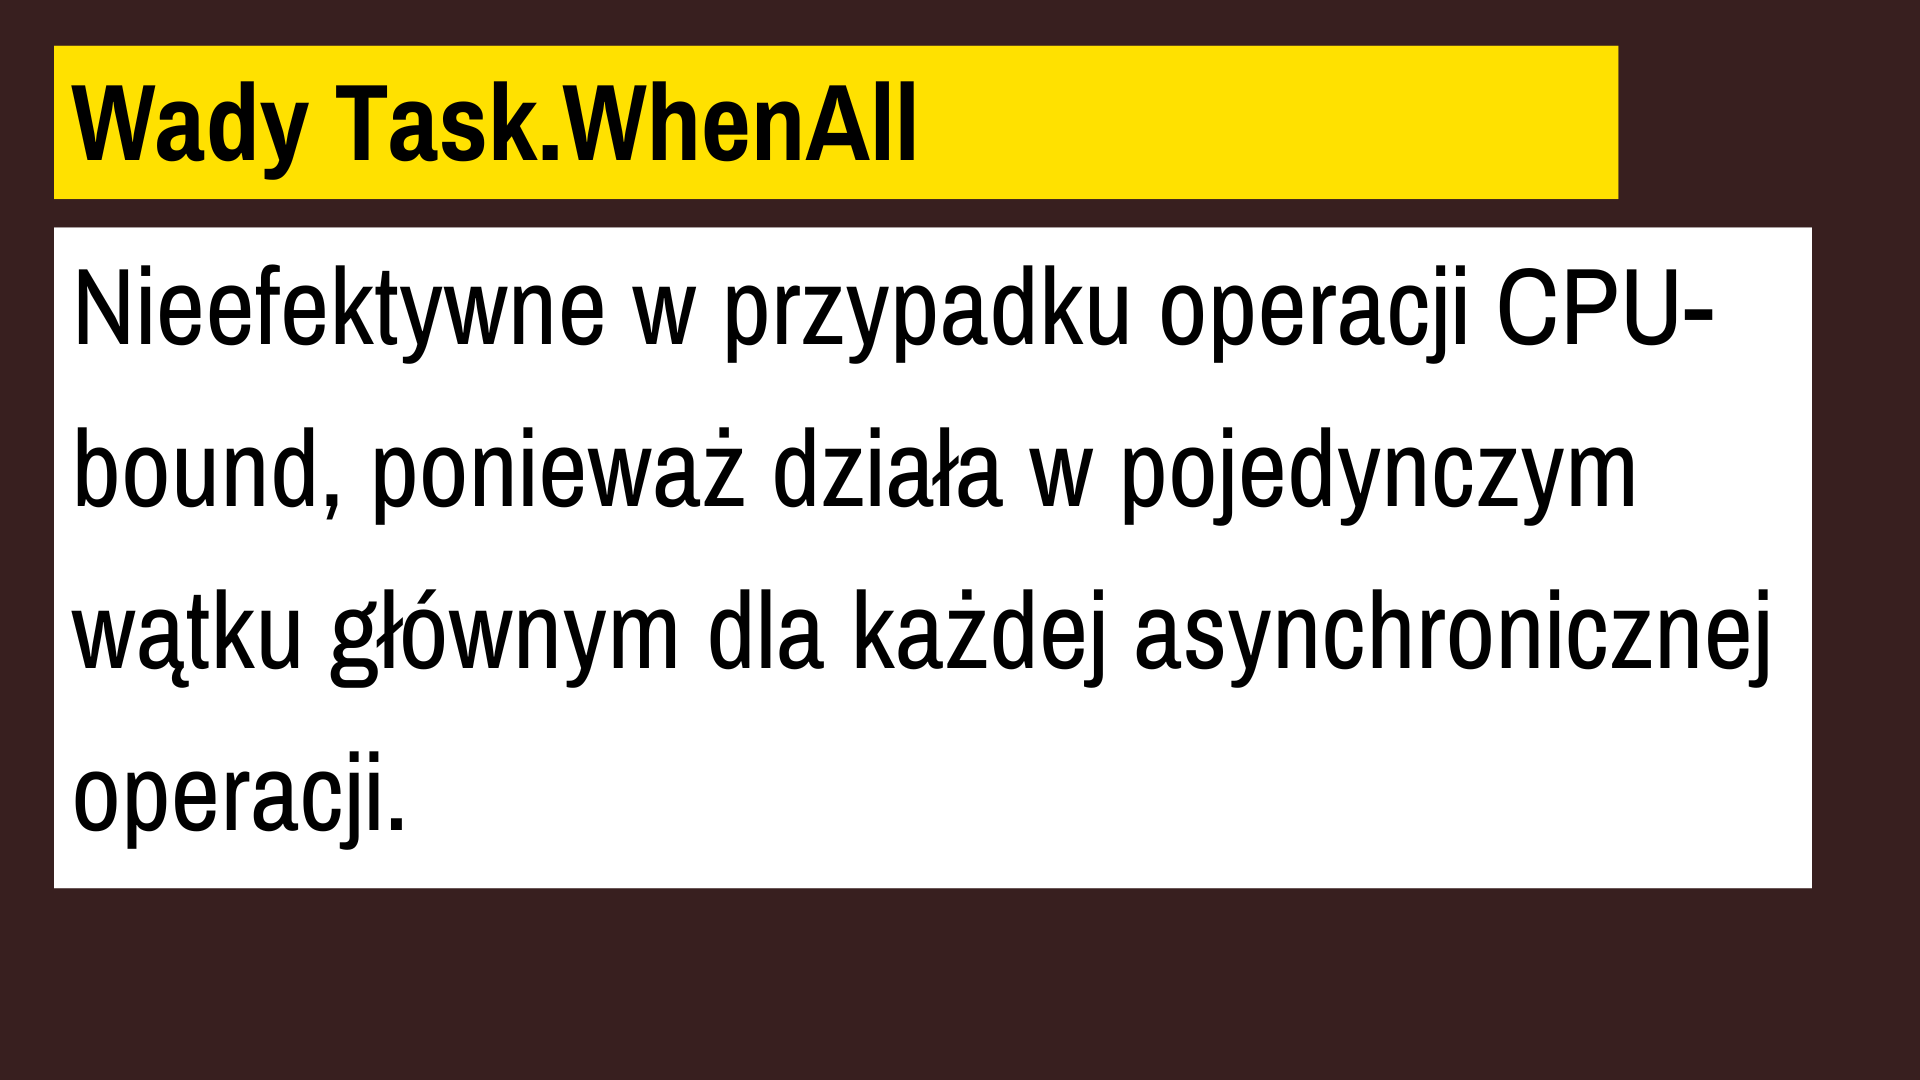 Wady Task.WhenAll
Nieefektywne w przypadku operacji CPU-
bound, ponieważ działa w pojedynczym
wątku głównym dla każdej asynchronicznej
operacji.